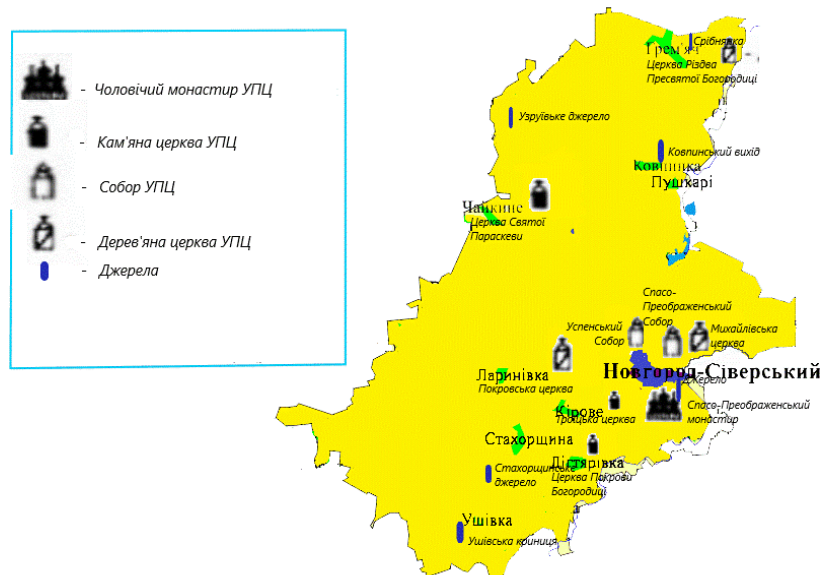 Чоловічий монастир УПЦ
Кам'яна церква УПЦ
Собор УПЦ
Дерев'яна церква УПЦ
Джерела
Грем'яч
Срібнянка
Церква Різдва
Пресвятої Богородиці
Узруївське джерело
Ковпинський вихід
Ковпинка
Пушкарі
Чайкине
Церква Святої
Параскеви
Спасо-
Преображенський
Собор
Успенський
Собор
Михайлівська
церква
Новгород-Сіверський
Джерело
Ларинівка
Покровська церква
Кірове
Троїцька церква
Спасо-Преображенський
монастир
Стахорщина
Стахорщинське
джерело
Дігтярівка
Церква Покрови
Богородиці
Ушівка
Ушівська криниця